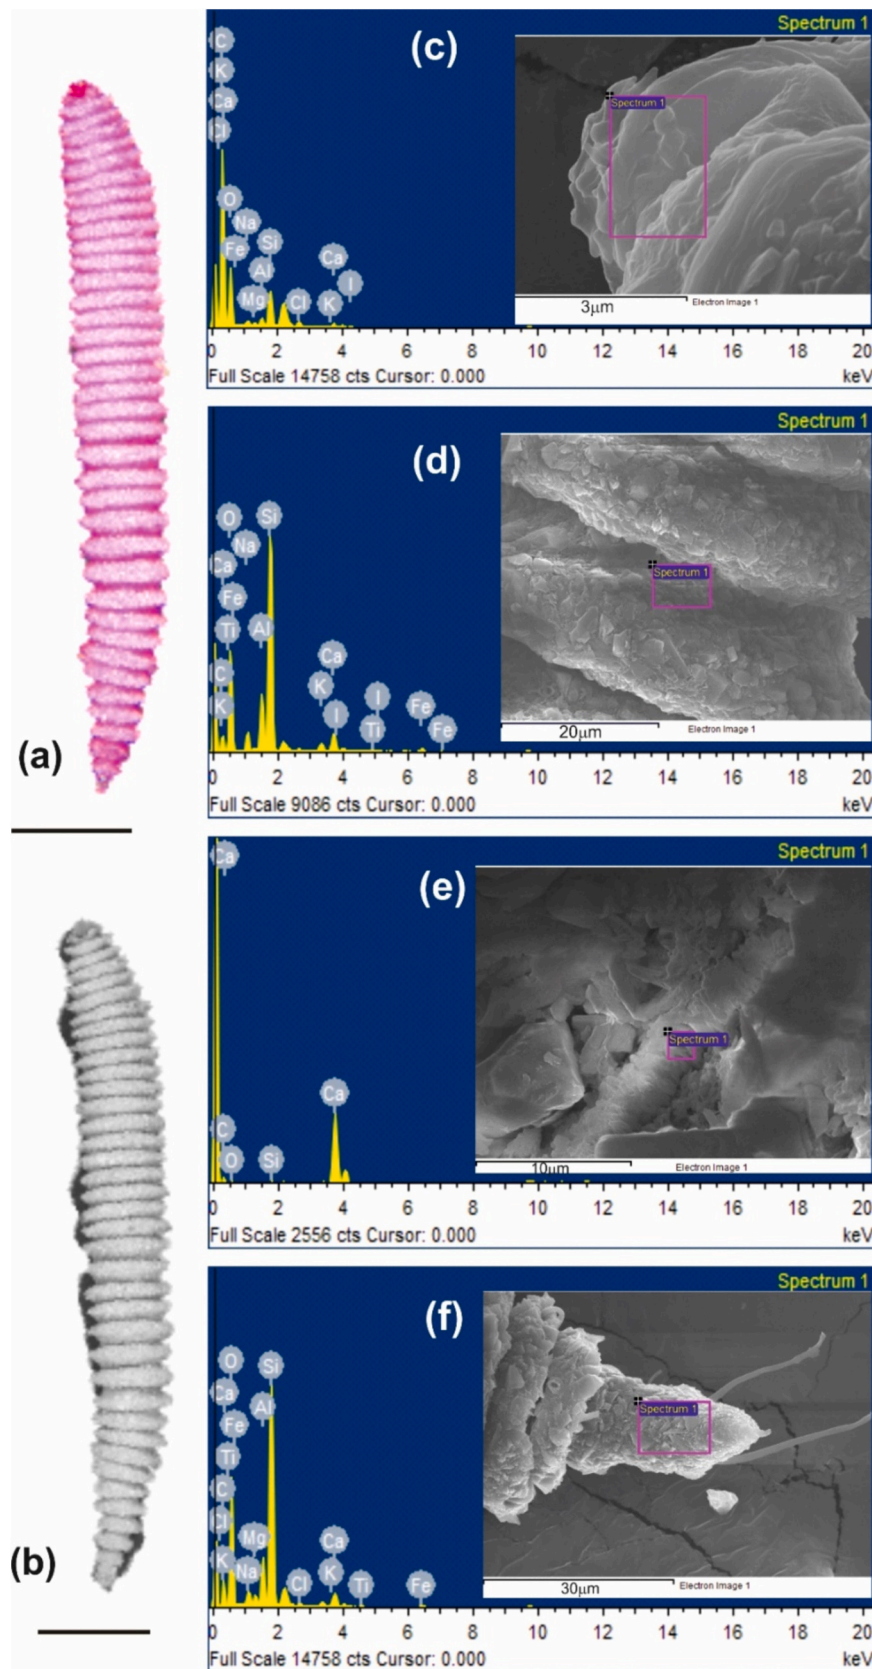 (a)
(b)
Spectrum 1
(c)
C
K
Ca
Cl
O
Na
Fe
Si
Al
Mg
Cl
Ca
K
I
Spectrum 1
3μm
Electron Image 1
0 2 4 6 8 10 12 14 16 18 20
Full Scale 14758 cts Cursor: 0.000
keV
Spectrum 1
(d)
O
Si
Na
Ca
Fe
Ti
Al
C
K
Ca
K
I
I
Ti
Fe
Fe
Spectrum 1
20μm
Electron Image 1
0 2 4 6 8 10 12 14 16 18 20
Full Scale 9086 cts Cursor: 0.000
keV
Spectrum 1
(e)
Ca
Ca
C
O
Si
Spectrum 1
10μm
Electron Image 1
0 2 4 6 8 10 12 14 16 18 20
Full Scale 2556 cts Cursor: 0.000
keV
Spectrum 1
(f)
O
Si
Ca
Al
Fe
Ti
C
Cl
Mg
K
Na
Cl
Ca
K
Ti
Fe
Spectrum 1
30μm
Electron Image 1
0 2 4 6 8 10 12 14 16 18 20
Full Scale 14758 cts Cursor: 0.000
keV